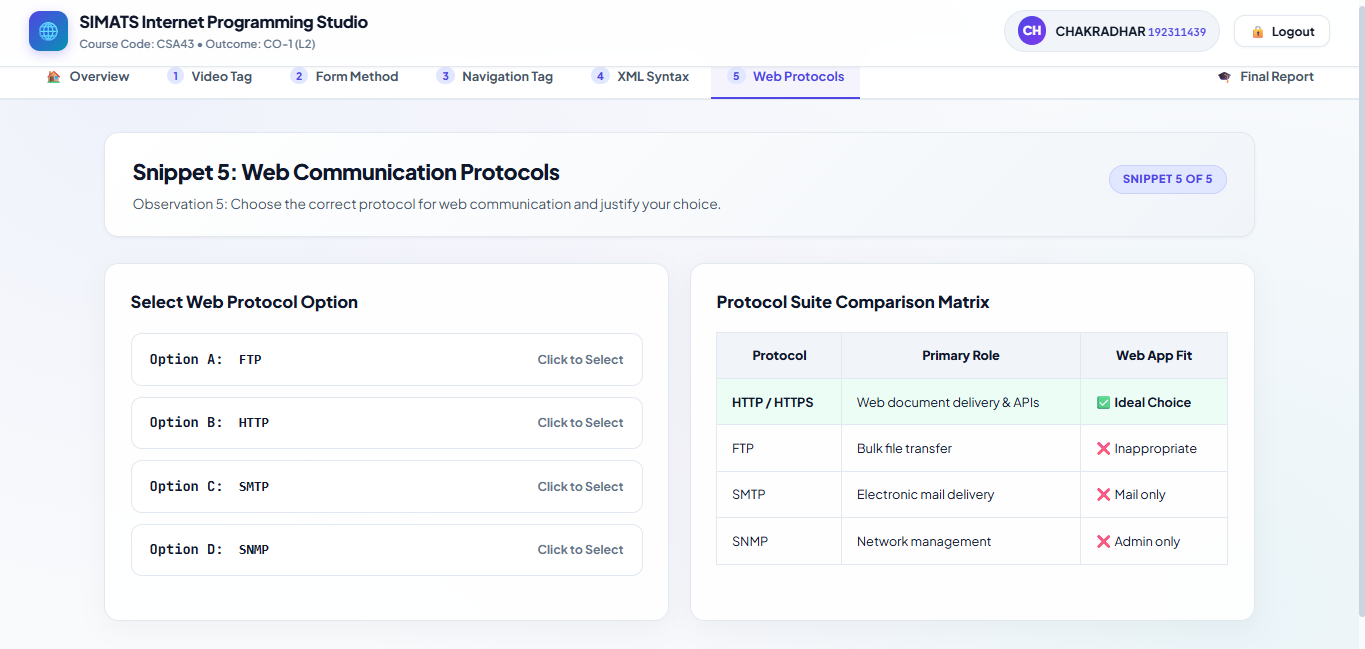 SIMATS Internet Programming Studio
Course Code: CSA43 • Outcome: CO-1 (L2)
CH CHAKRADHAR 192311439
Logout
Overview
1 Video Tag
2 Form Method
3 Navigation Tag
4 XML Syntax
5 Web Protocols
Final Report
Snippet 5: Web Communication Protocols
Observation 5: Choose the correct protocol for web communication and justify your choice.
SNIPPET 5 OF 5
Select Web Protocol Option
Option A: FTP Click to Select
Option B: HTTP Click to Select
Option C: SMTP Click to Select
Option D: SNMP Click to Select
Protocol Suite Comparison Matrix
Protocol Primary Role Web App Fit
HTTP / HTTPS Web document delivery & APIs ✅ Ideal Choice
FTP Bulk file transfer ❌ Inappropriate
SMTP Electronic mail delivery ❌ Mail only
SNMP Network management ❌ Admin only